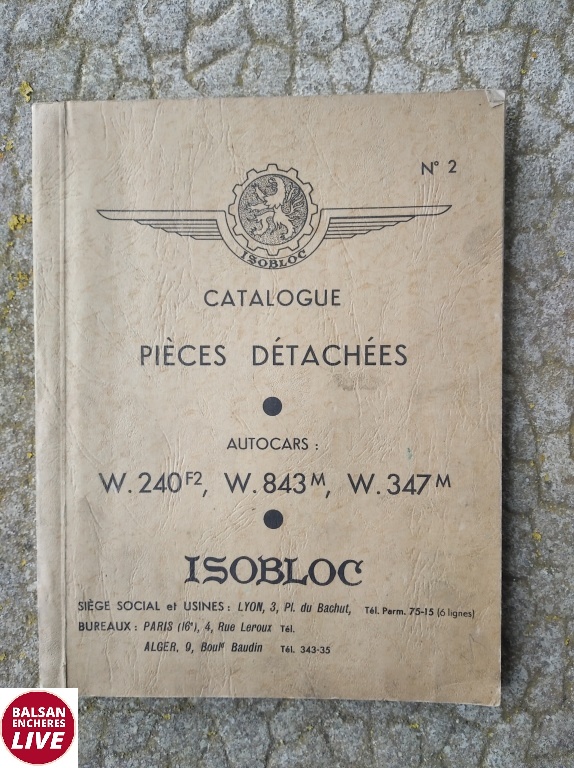 N° 2
ISOBLOC
CATALOGUE
PIÈCES DÉTACHÉES
AUTOCARS :
W.240F2, W.843M, W.347M
ISOBLOC
SIÈGE SOCIAL et USINES : LYON, 3, Pl. du Bachut, Tél. Parm. 75-15 (6 lignes)
BUREAUX : PARIS (16e), 4, Rue Leroux Tél.
ALGER, 9, Boulrd Baudin Tél. 343-35
BALSAN
ENCHERES
LIVE